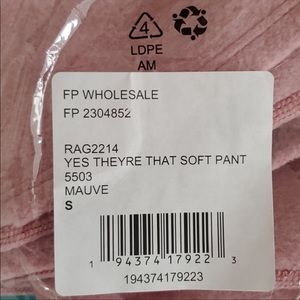 4
LDPE
AM
FP WHOLESALE
FP 2304852
RAG2214
YES THEYRE THAT SOFT PANT
5503
MAUVE
S
1 94374 17922 3
194374179223